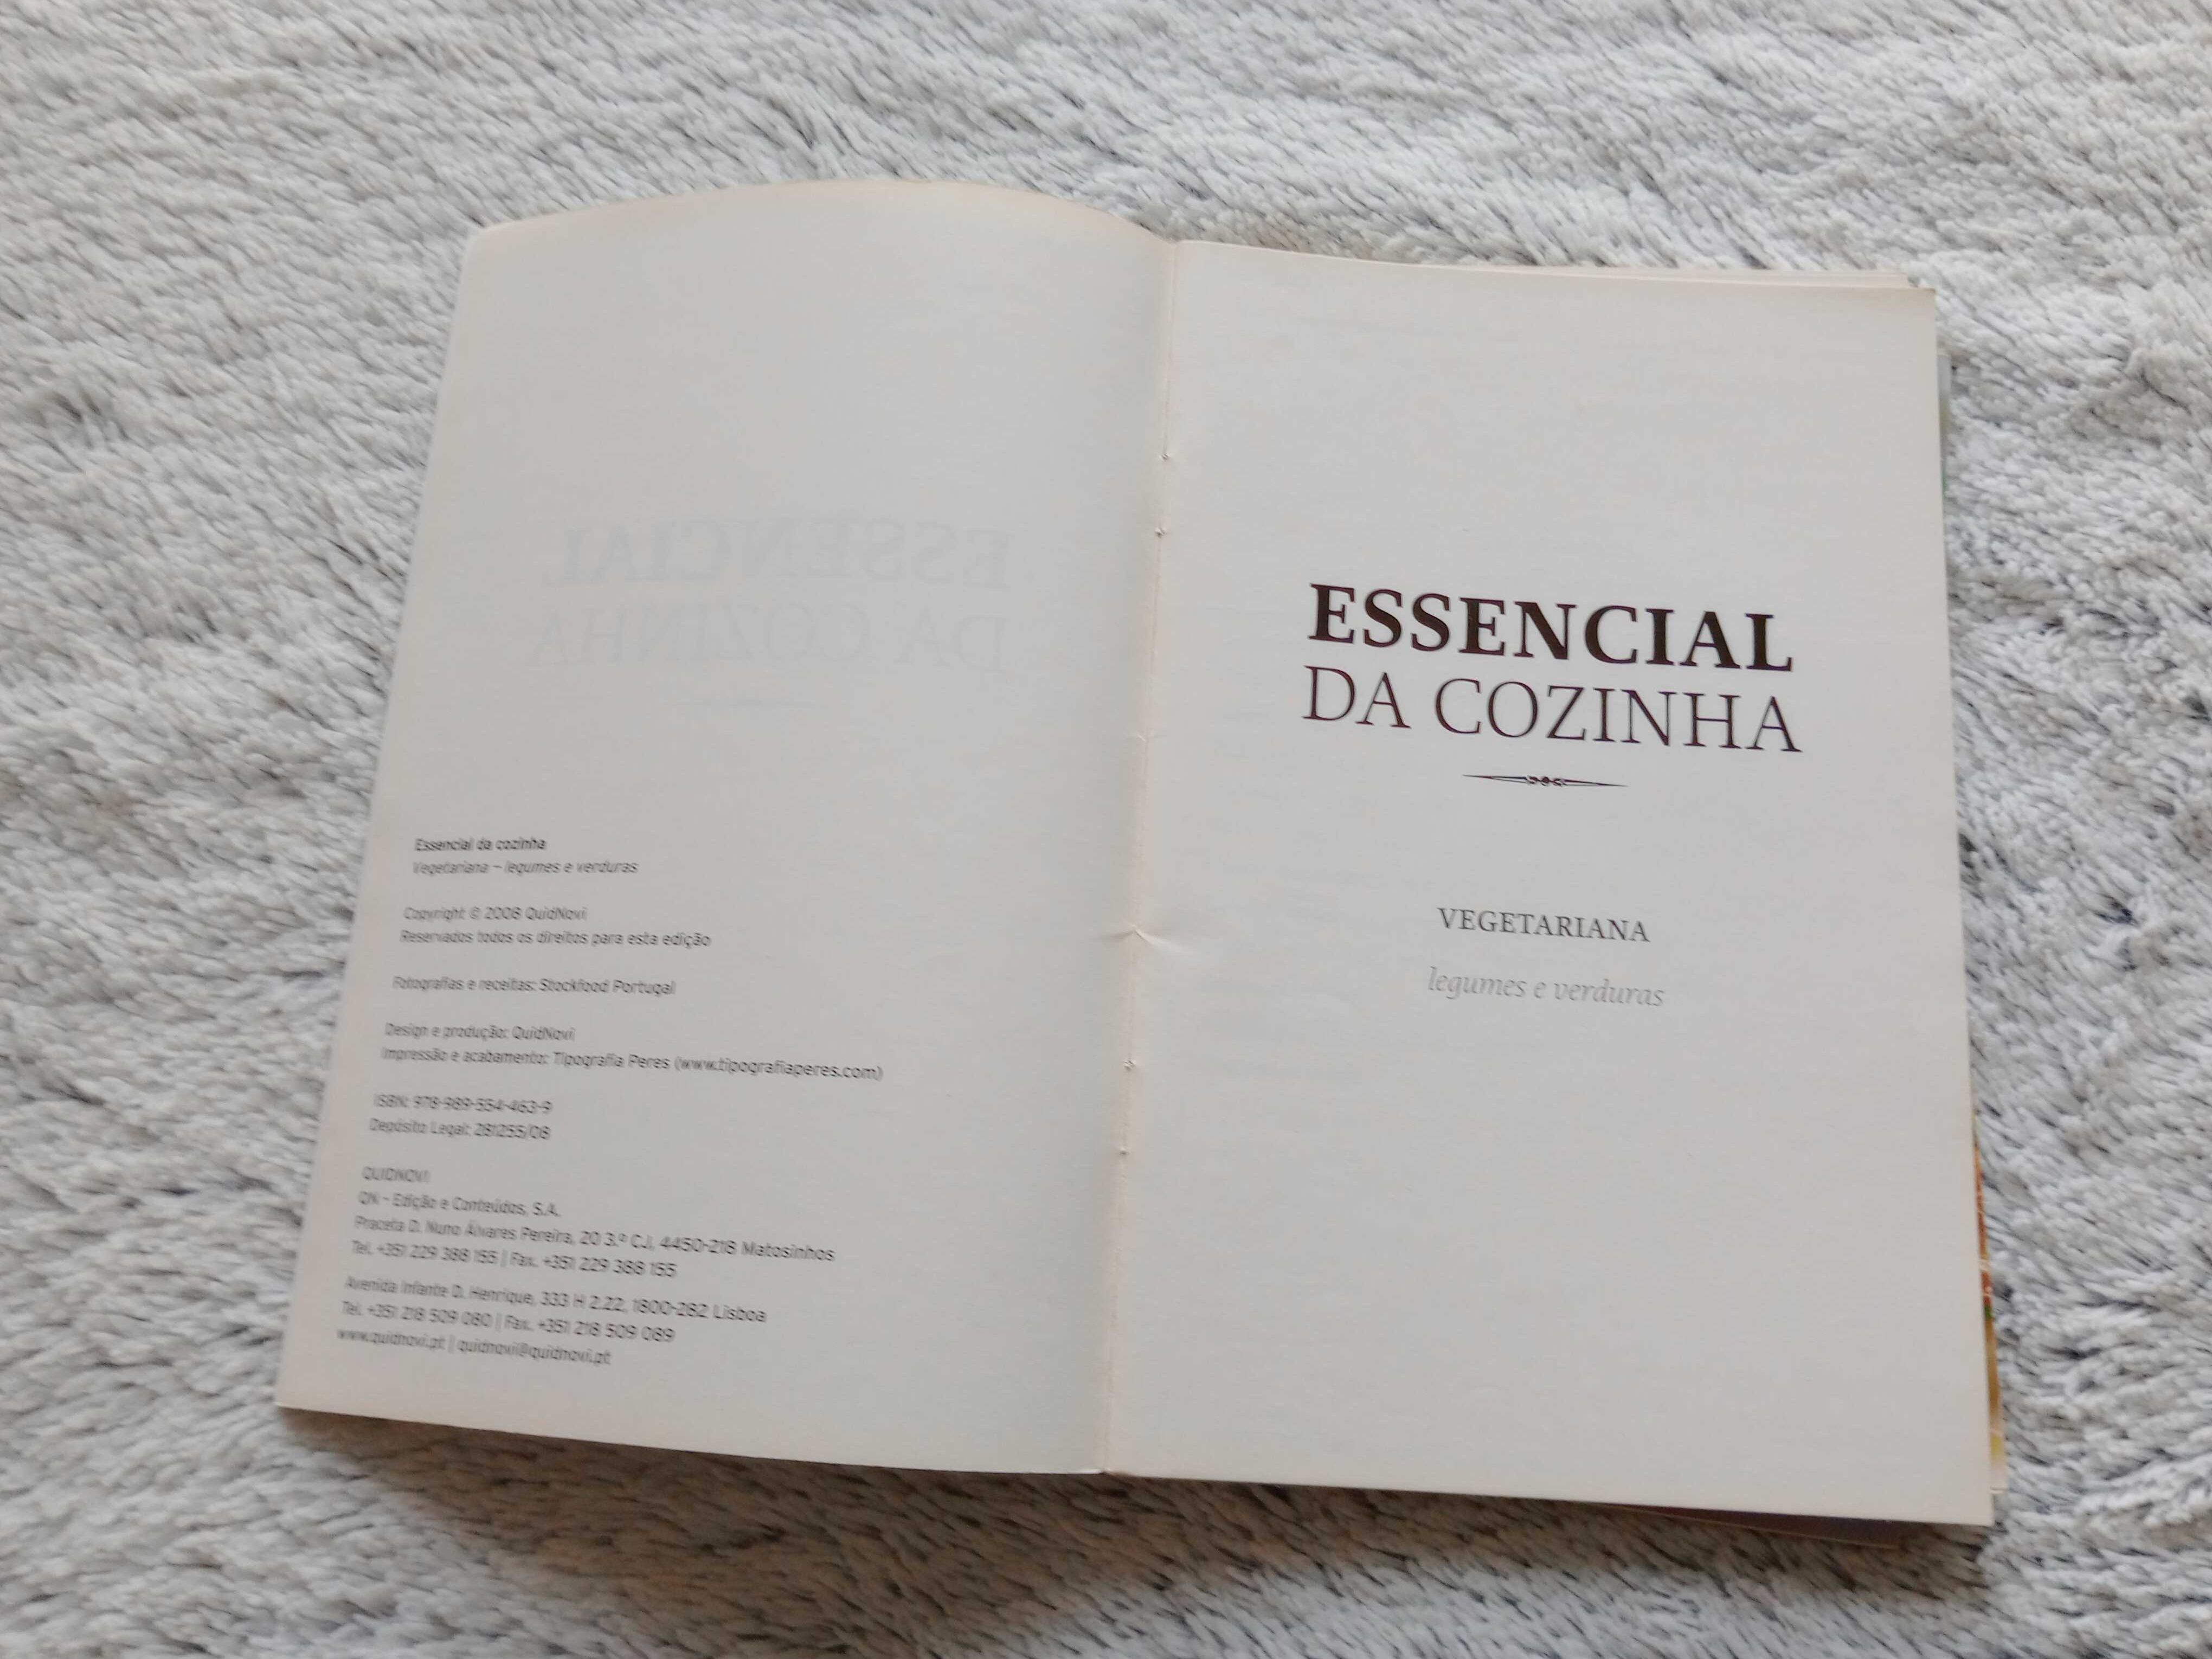 Essencial da cozinha
Vegetariana – legumes e verduras
Copyright © 2008 QuidNovi
Reservados todos os direitos para esta edição
Fotografias e receitas: Stockfood Portugal
Design e produção: QuidNovi
Impressão e acabamento: Tipografia Peres (www.tipografiaperes.com)
ISBN: 978-989-554-463-9
Depósito Legal: 281255/08
QUIDNOVI
QN – Edição e Conteúdos, S.A.
Praceta D. Nuno Álvares Pereira, 20 3.º CJ, 4450-218 Matosinhos
Tel. +351 229 388 155 | Fax. +351 229 388 155
Avenida Infante D. Henrique, 333 H 2.22, 1800-282 Lisboa
Tel. +351 218 509 080 | Fax. +351 218 509 089
www.quidnovi.pt | quidnovi@quidnovi.pt
ESSENCIAL
DA COZINHA
VEGETARIANA
legumes e verduras